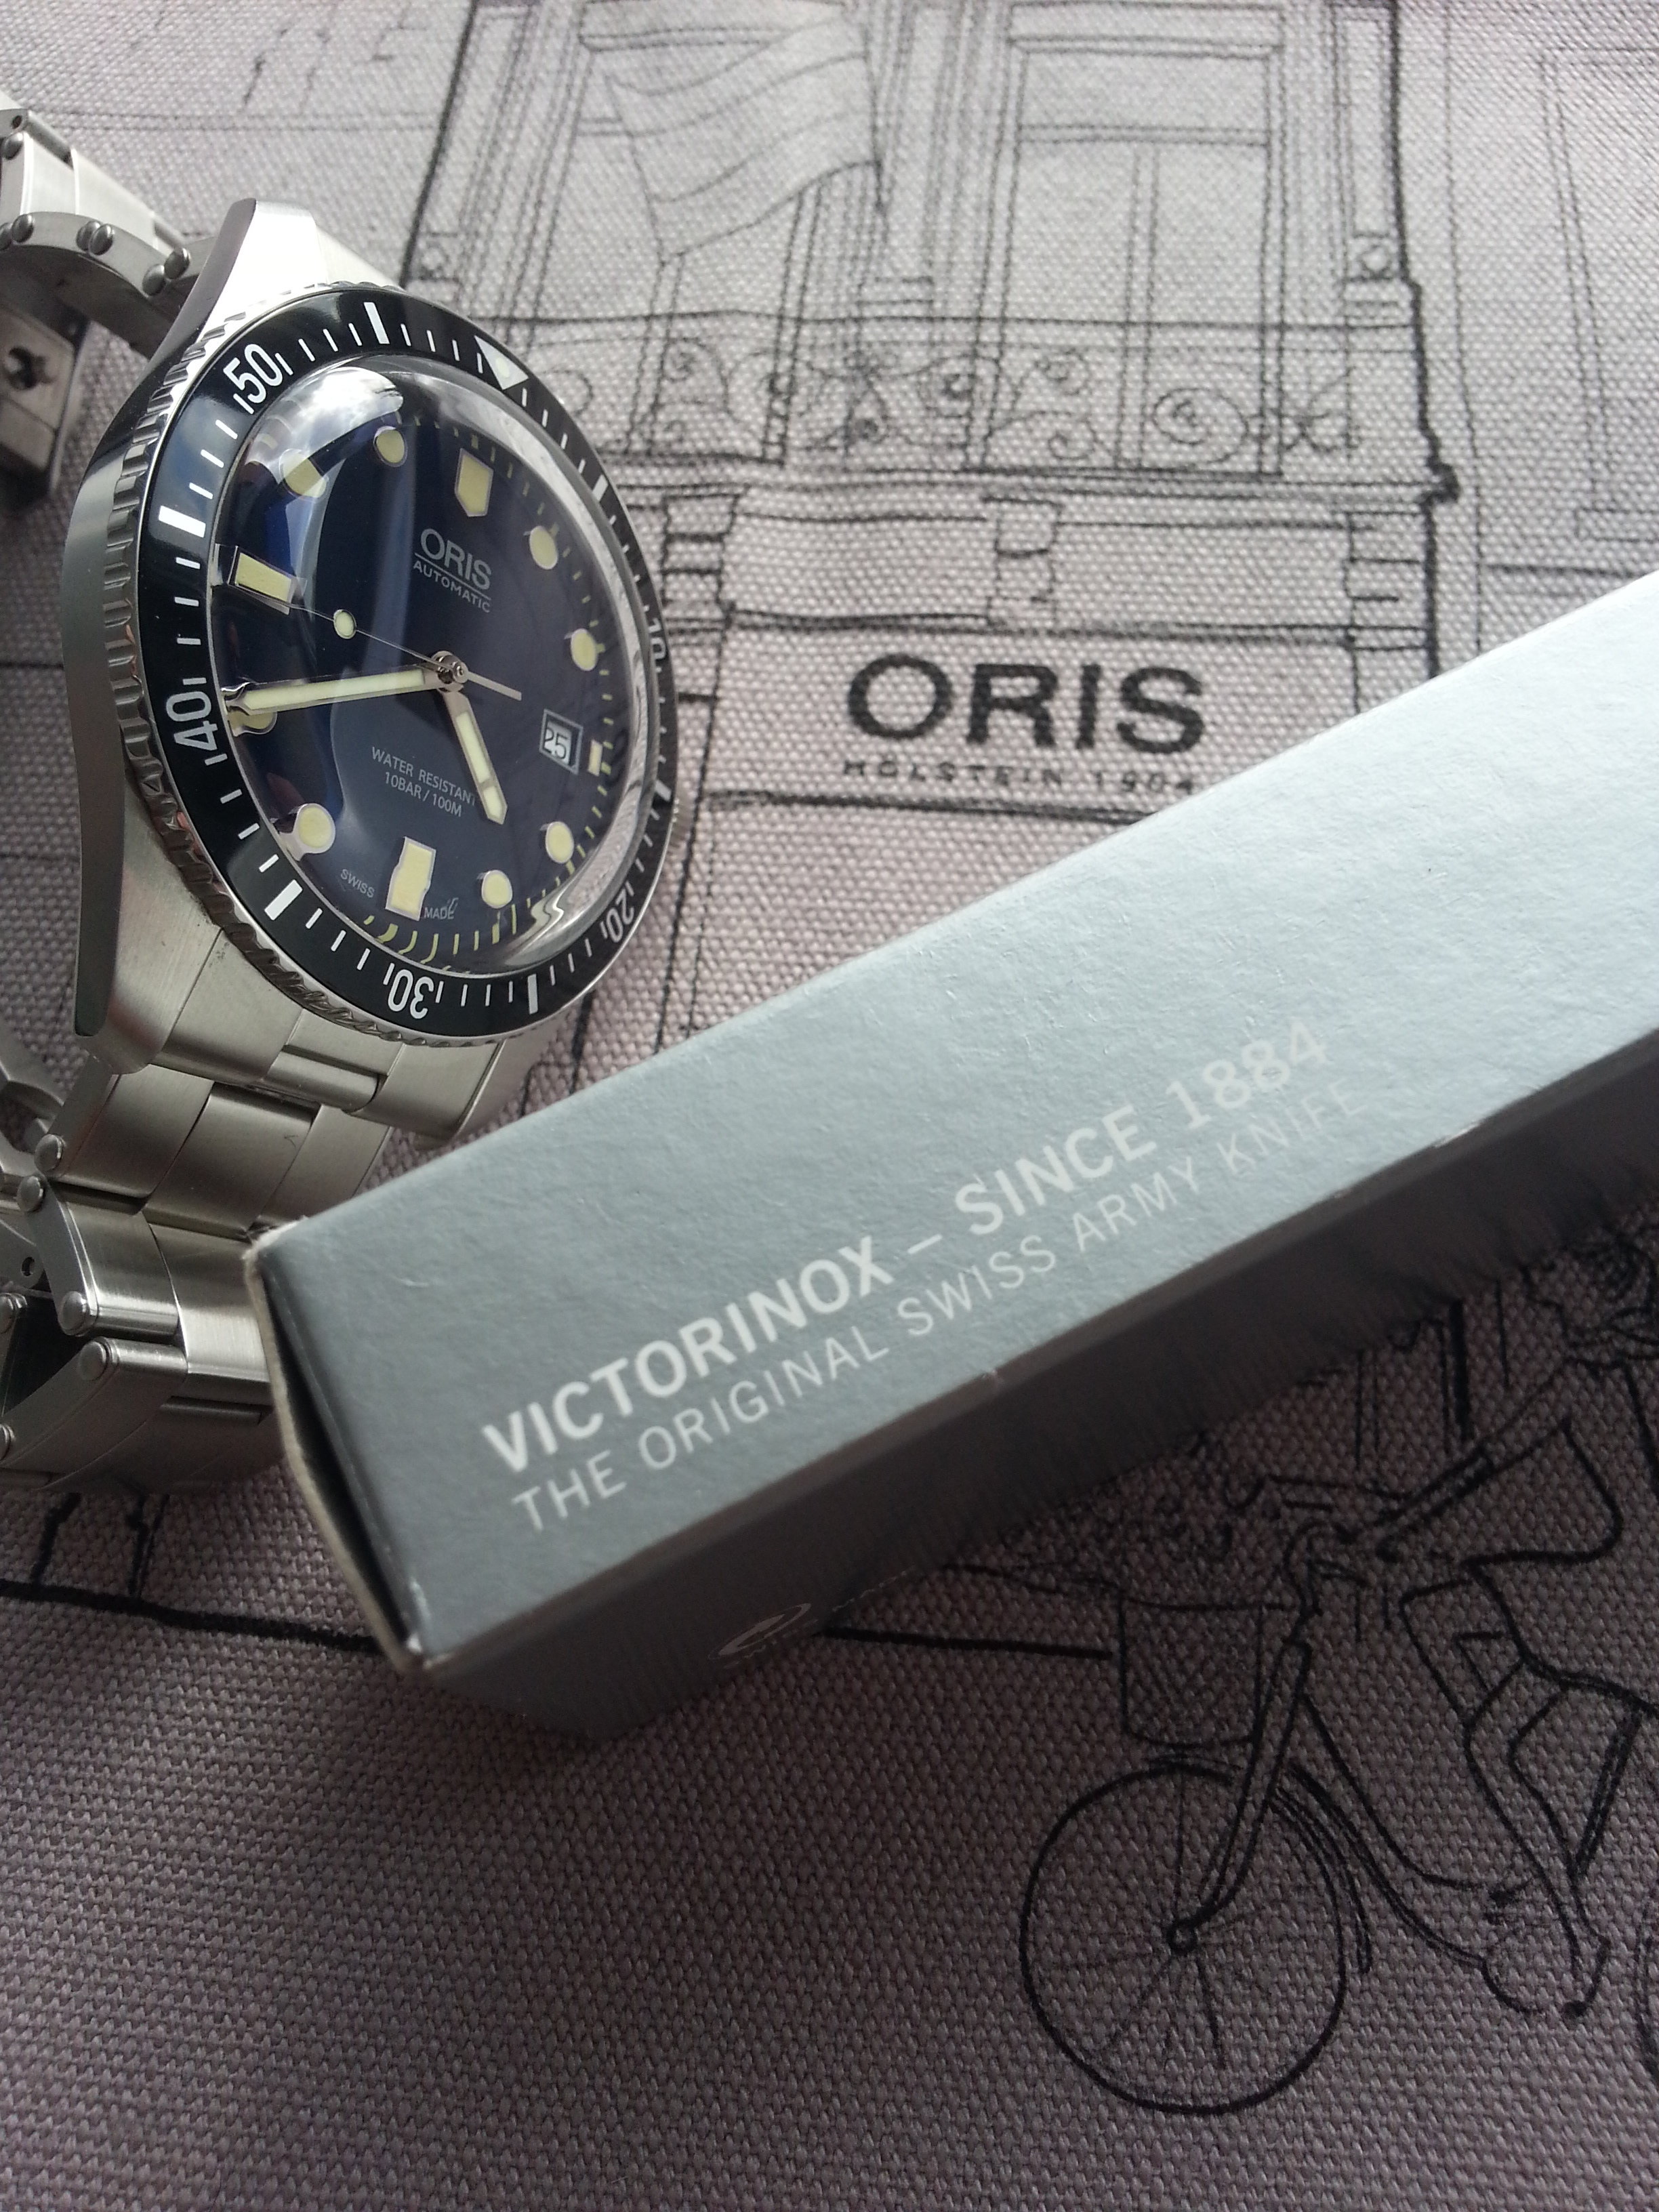 50
10
20
30
40
ORIS
AUTOMATIC
25
WATER RESISTANT
10BAR/100M
SWISS MADE
ORIS
HÖLSTEIN 1904
VICTORINOX – SINCE 1884
THE ORIGINAL SWISS ARMY KNIFE